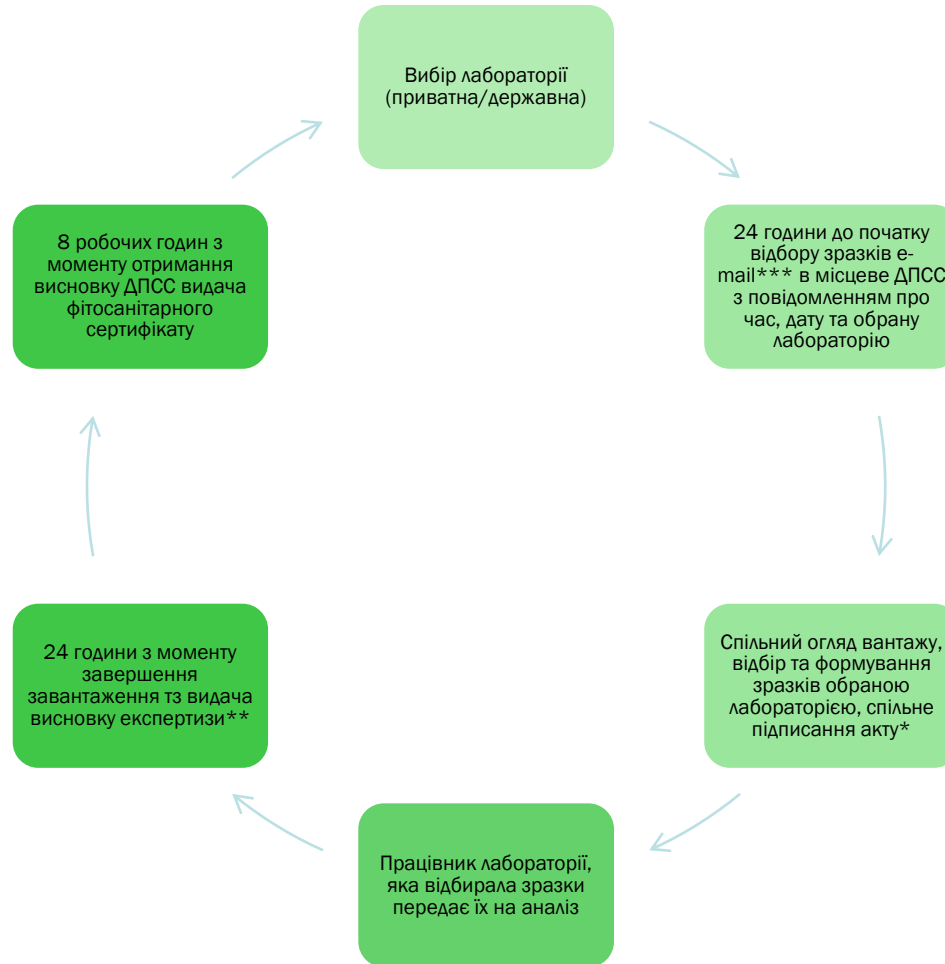 Вибір лабораторії
(приватна/державна)
24 години до початку
відбору зразків e-
mail*** в місцеве ДПСС
з повідомленням про
час, дату та обрану
лабораторію
Спільний огляд вантажу,
відбір та формування
зразків обраною
лабораторією, спільне
підписання акту*
Працівник лабораторії,
яка відбирала зразки
передає їх на аналіз
24 години з моменту
завершення
завантаження тз видача
висновку експертизи**
8 робочих годин з
моменту отримання
висновку ДПСС видача
фітосанітарного
сертифікату